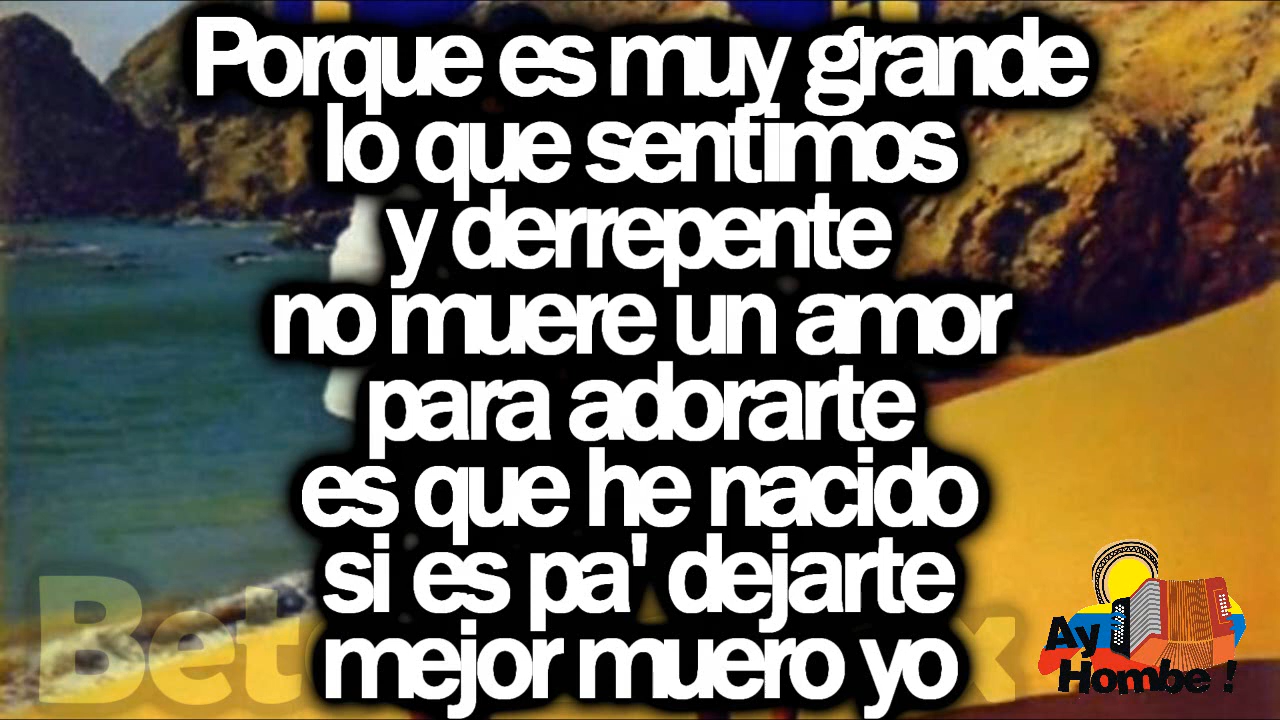 Porque es muy grande
lo que sentimos
y derrepente
no muere un amor
para adorarte
es que he nacido
si es pa' dejarte
mejor muero yo
Ay
Hombe !